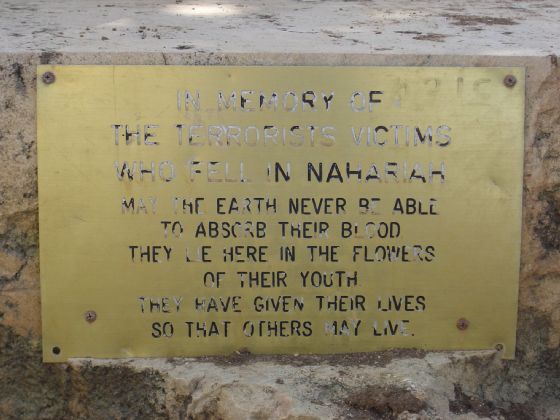 IN MEMORY OF
THE TERRORISTS VICTIMS
WHO FELL IN NAHARIAH
MAY THE EARTH NEVER BE ABLE
TO ABSORB THEIR BLOOD
THEY LIE HERE IN THE FLOWERS
OF THEIR YOUTH
THEY HAVE GIVEN THEIR LIVES
SO THAT OTHERS MAY LIVE.